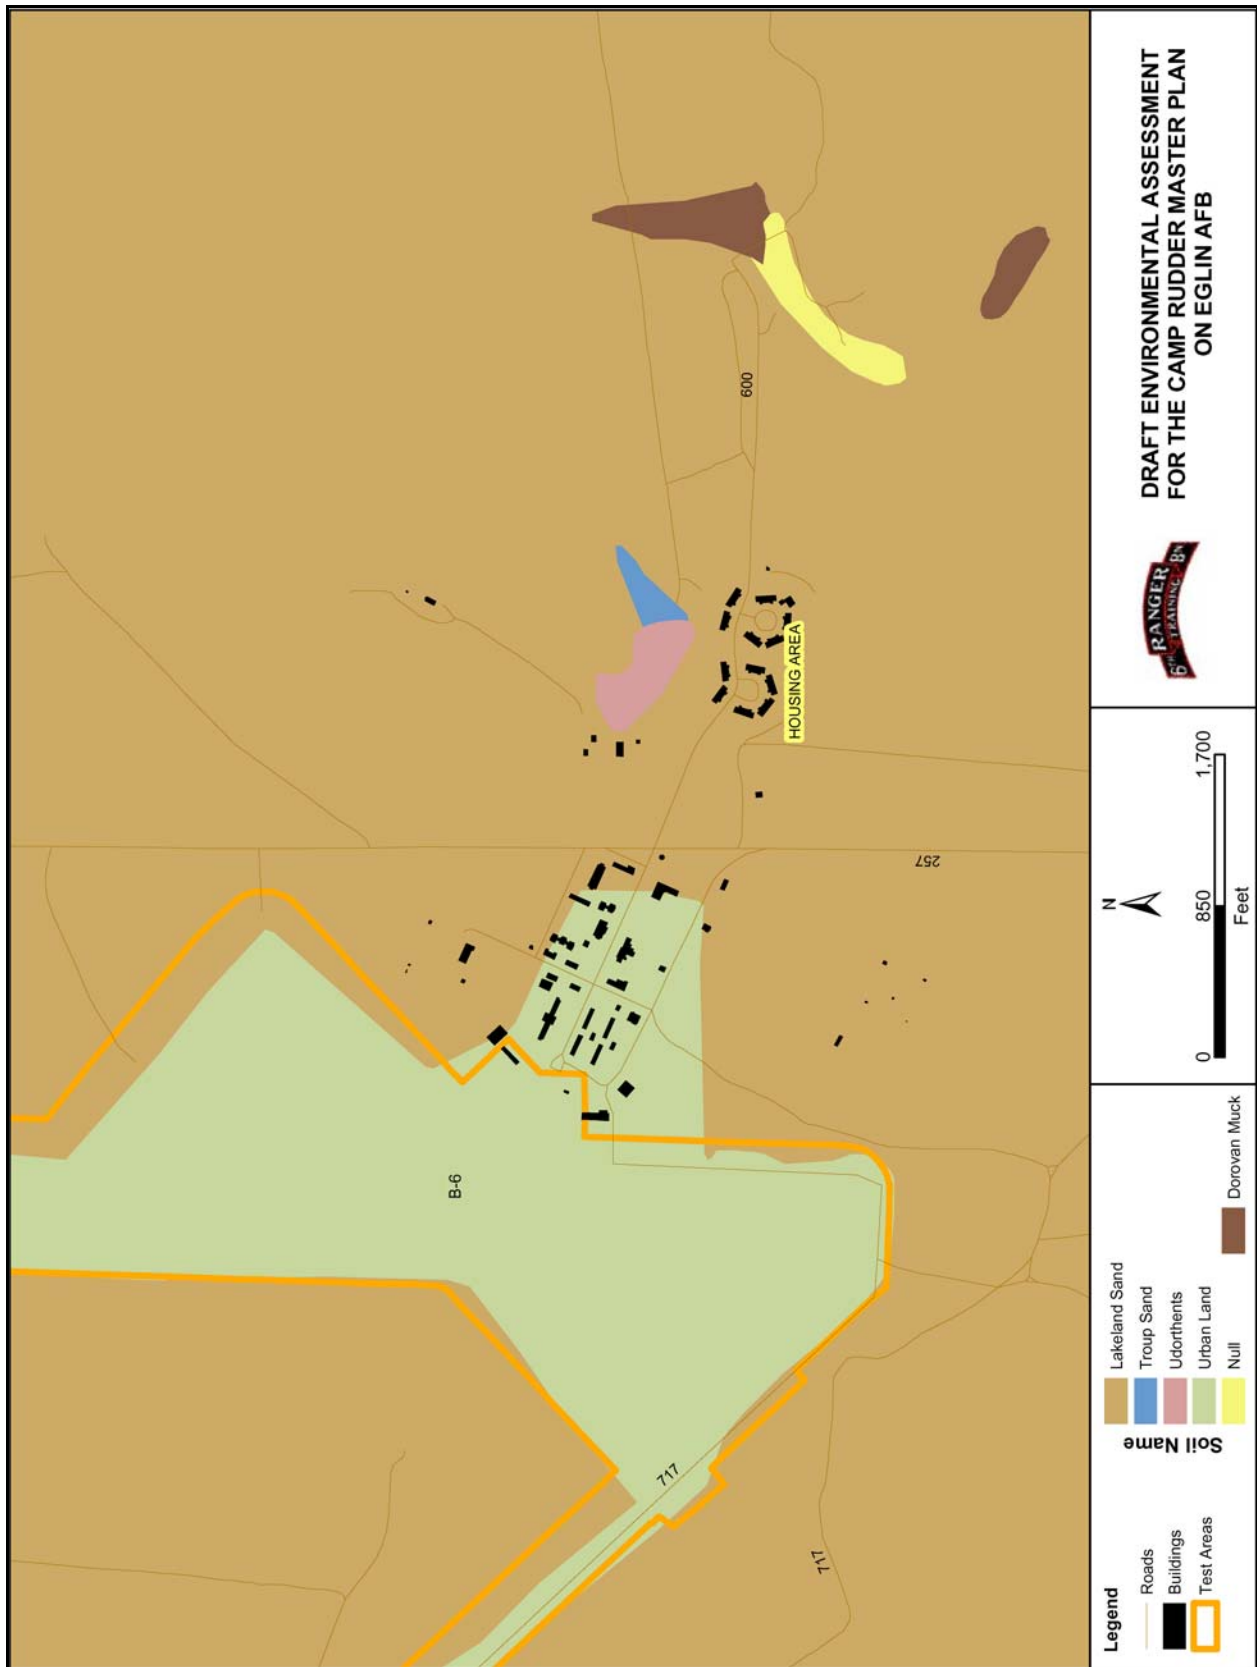 B-6
717
717
257
600
HOUSING AREA
Legend
Roads
Buildings
Test Areas
Soil Name
Lakeland Sand
Troup Sand
Udorthents
Urban Land
Null
Dorovan Muck
N
0 850 1,700
Feet
6TH RANGER BN
TRAINING
DRAFT ENVIRONMENTAL ASSESSMENT
FOR THE CAMP RUDDER MASTER PLAN
ON EGLIN AFB